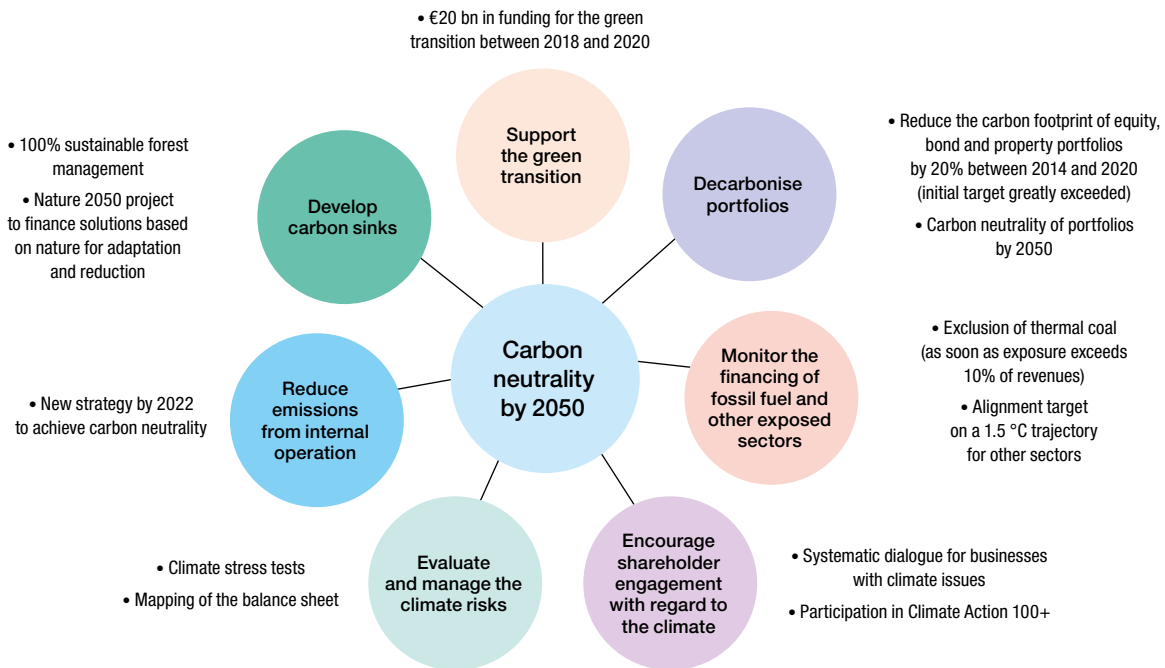 • €20 bn in funding for the green
transition between 2018 and 2020
Support
the green
transition
Decarbonise
portfolios
• Reduce the carbon footprint of equity,
bond and property portfolios
by 20% between 2014 and 2020
(initial target greatly exceeded)
• Carbon neutrality of portfolios
by 2050
• 100% sustainable forest
management
• Nature 2050 project
to finance solutions based
on nature for adaptation
and reduction
Develop
carbon sinks
Carbon
neutrality
by 2050
Monitor the
financing of
fossil fuel and
other exposed
sectors
• Exclusion of thermal coal
(as soon as exposure exceeds
10% of revenues)
• Alignment target
on a 1.5 °C trajectory
for other sectors
• New strategy by 2022
to achieve carbon neutrality
Reduce
emissions
from internal
operation
• Climate stress tests
• Mapping of the balance sheet
Evaluate
and manage the
climate risks
Encourage
shareholder
engagement
with regard to
the climate
• Systematic dialogue for businesses
with climate issues
• Participation in Climate Action 100+